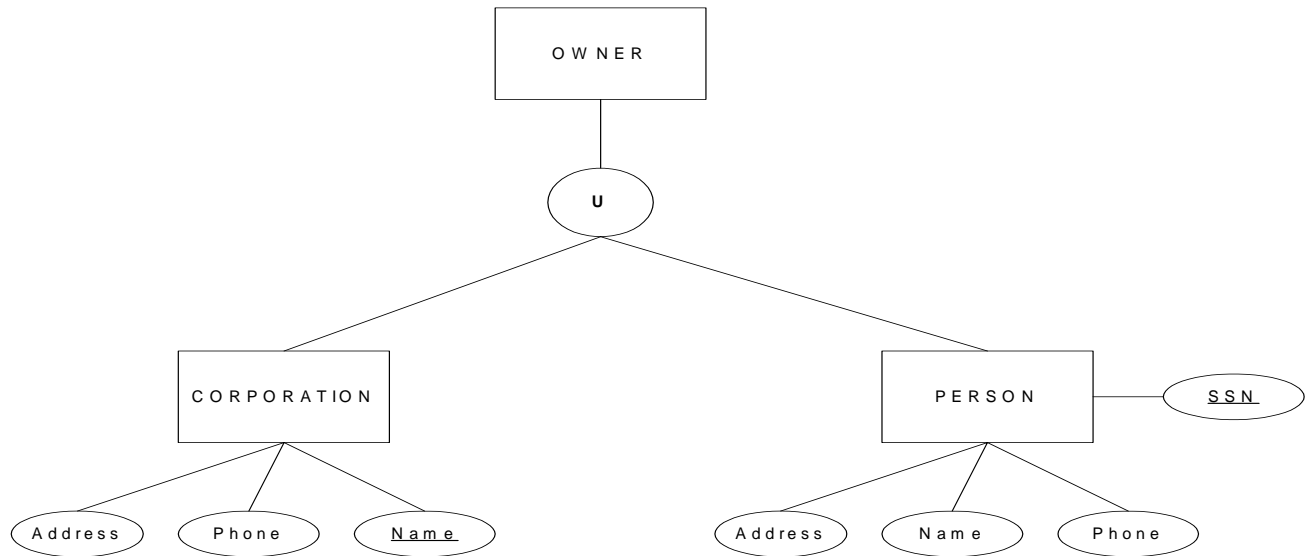 OWNER
U
CORPORATION
PERSON
SSN
Address
Phone
Name
Address
Name
Phone